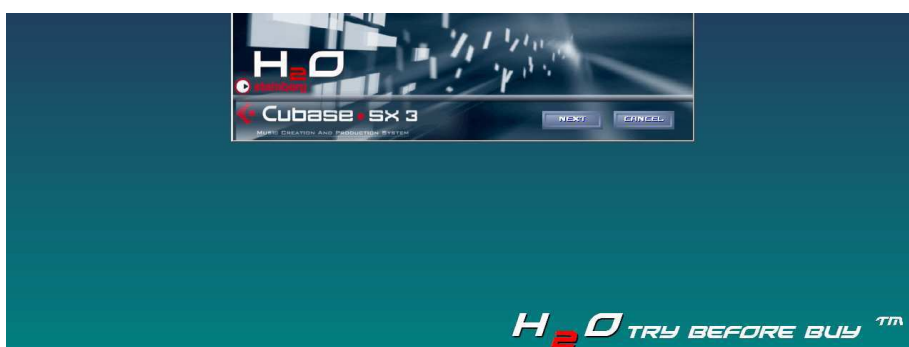 H2O
Cubase SX 3
MUSIC CREATION AND PRODUCTION SYSTEM
NEXT
CANCEL
H2O TRY BEFORE BUY TM